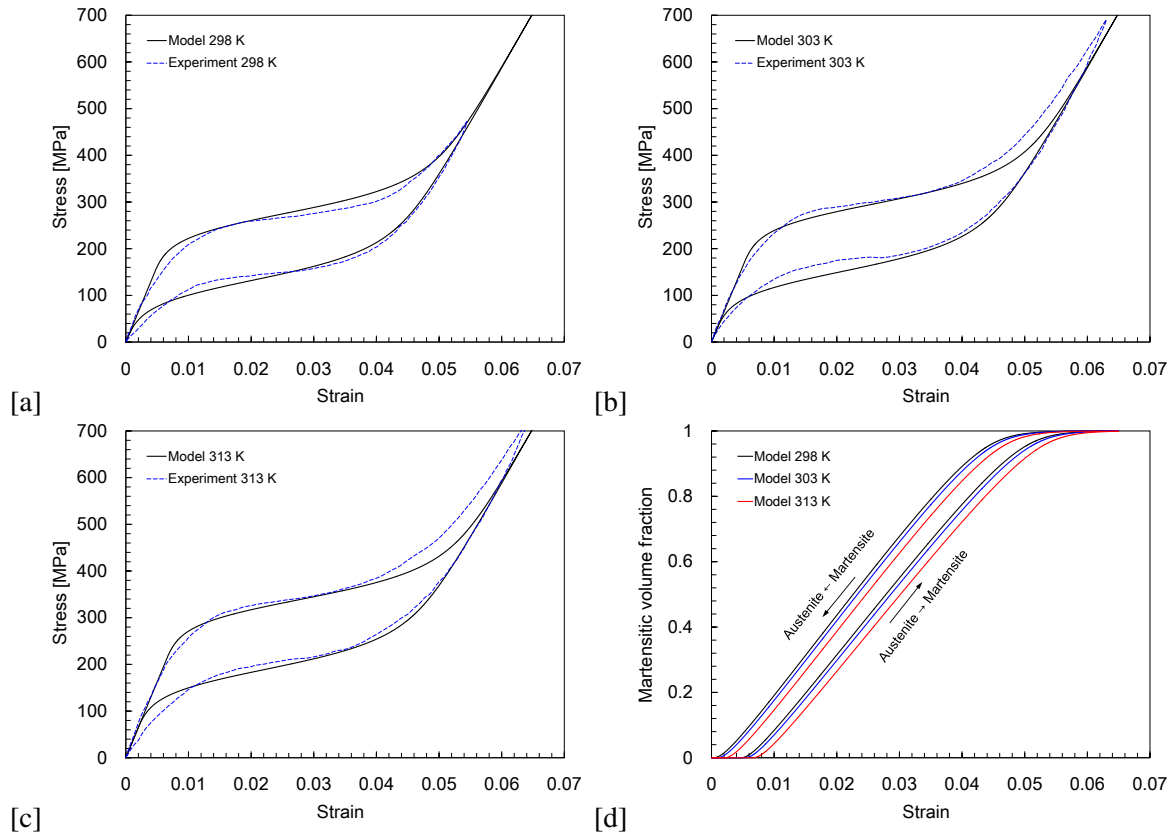 700
600
500
400
300
200
100
0
Stress [MPa]
Model 298 K
Experiment 298 K
0 0.01 0.02 0.03 0.04 0.05 0.06 0.07
Strain
[a]
700
600
500
400
300
200
100
0
Stress [MPa]
Model 303 K
Experiment 303 K
0 0.01 0.02 0.03 0.04 0.05 0.06 0.07
Strain
[b]
700
600
500
400
300
200
100
0
Stress [MPa]
Model 313 K
Experiment 313 K
0 0.01 0.02 0.03 0.04 0.05 0.06 0.07
Strain
[c]
1
0.8
0.6
0.4
0.2
0
Martensitic volume fraction
Model 298 K
Model 303 K
Model 313 K
Austenite ← Martensite
Austenite → Martensite
0 0.01 0.02 0.03 0.04 0.05 0.06 0.07
Strain
[d]